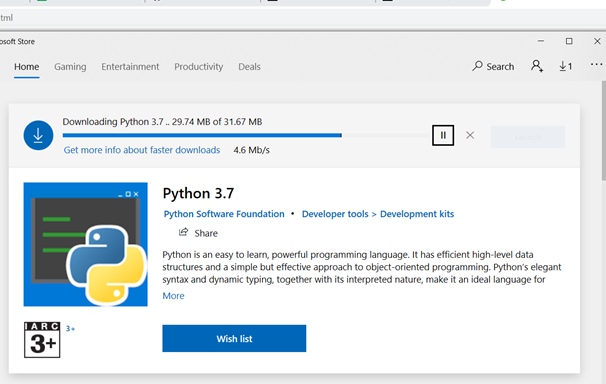 tml
osoft Store
Home Gaming Entertainment Productivity Deals Search 1
Downloading Python 3.7 .. 29.74 MB of 31.67 MB
Get more info about faster downloads 4.6 Mb/s
Python 3.7
Python Software Foundation • Developer tools > Development kits
Share
Python is an easy to learn, powerful programming language. It has efficient high-level data
structures and a simple but effective approach to object-oriented programming. Python's elegant
syntax and dynamic typing, together with its interpreted nature, make it an ideal language for
More
IARC
3+
3+
Wish list